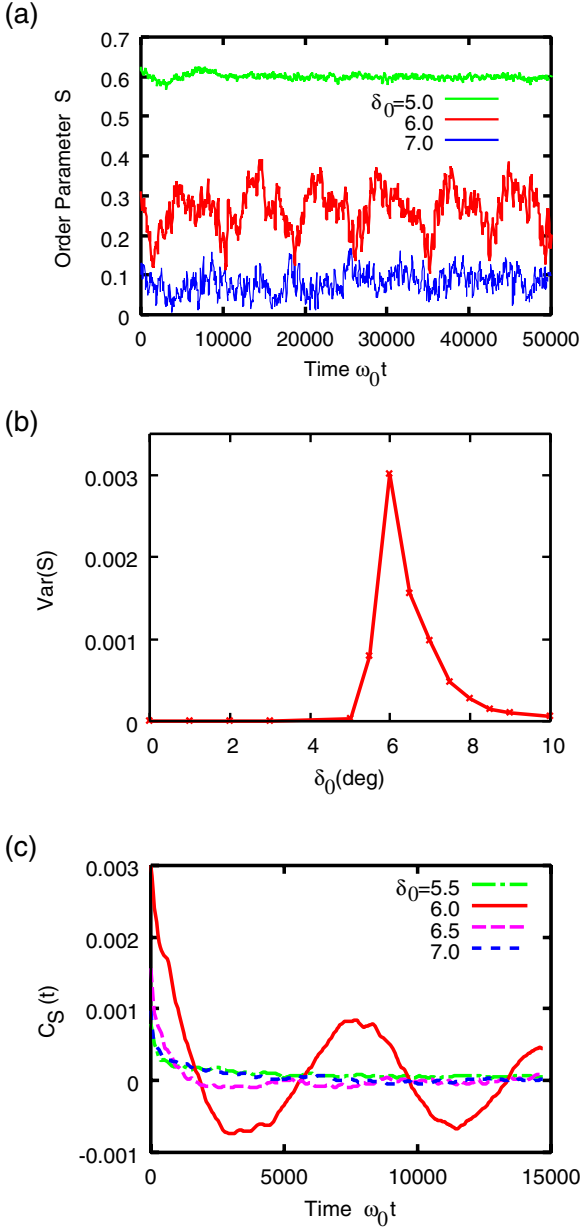 (a)
0.7
0.6
0.5
0.4
0.3
0.2
0.1
0
Order Parameter S
δ0=5.0
6.0
7.0
0 10000 20000 30000 40000 50000
Time ω0t
(b)
0.003
0.002
0.001
0
Var(S)
0 2 4 6 8 10
δ0(deg)
(c)
0.003
0.002
0.001
0
-0.001
CS(t)
δ0=5.5
6.0
6.5
7.0
0 5000 10000 15000
Time ω0t